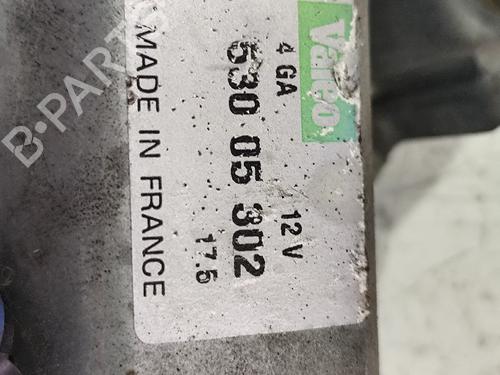 Valeo
4 GA 12 V
530 05 302
17.5
MADE IN FRANCE
B-PARTS